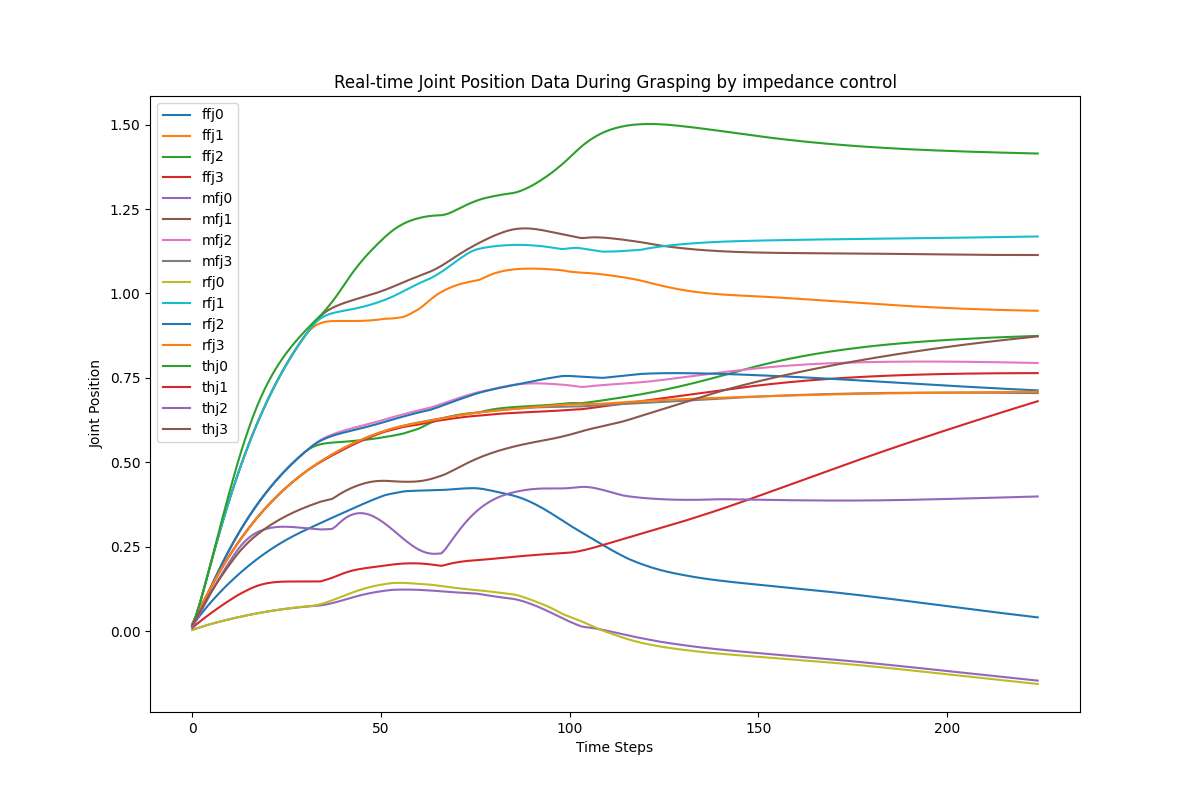 Real-time Joint Position Data During Grasping by impedance control
ffj0
ffj1
ffj2
ffj3
mfj0
mfj1
mfj2
mfj3
rfj0
rfj1
rfj2
rfj3
thj0
thj1
thj2
thj3
1.50
1.25
1.00
0.75
0.50
0.25
0.00
Joint Position
0 50 100 150 200
Time Steps